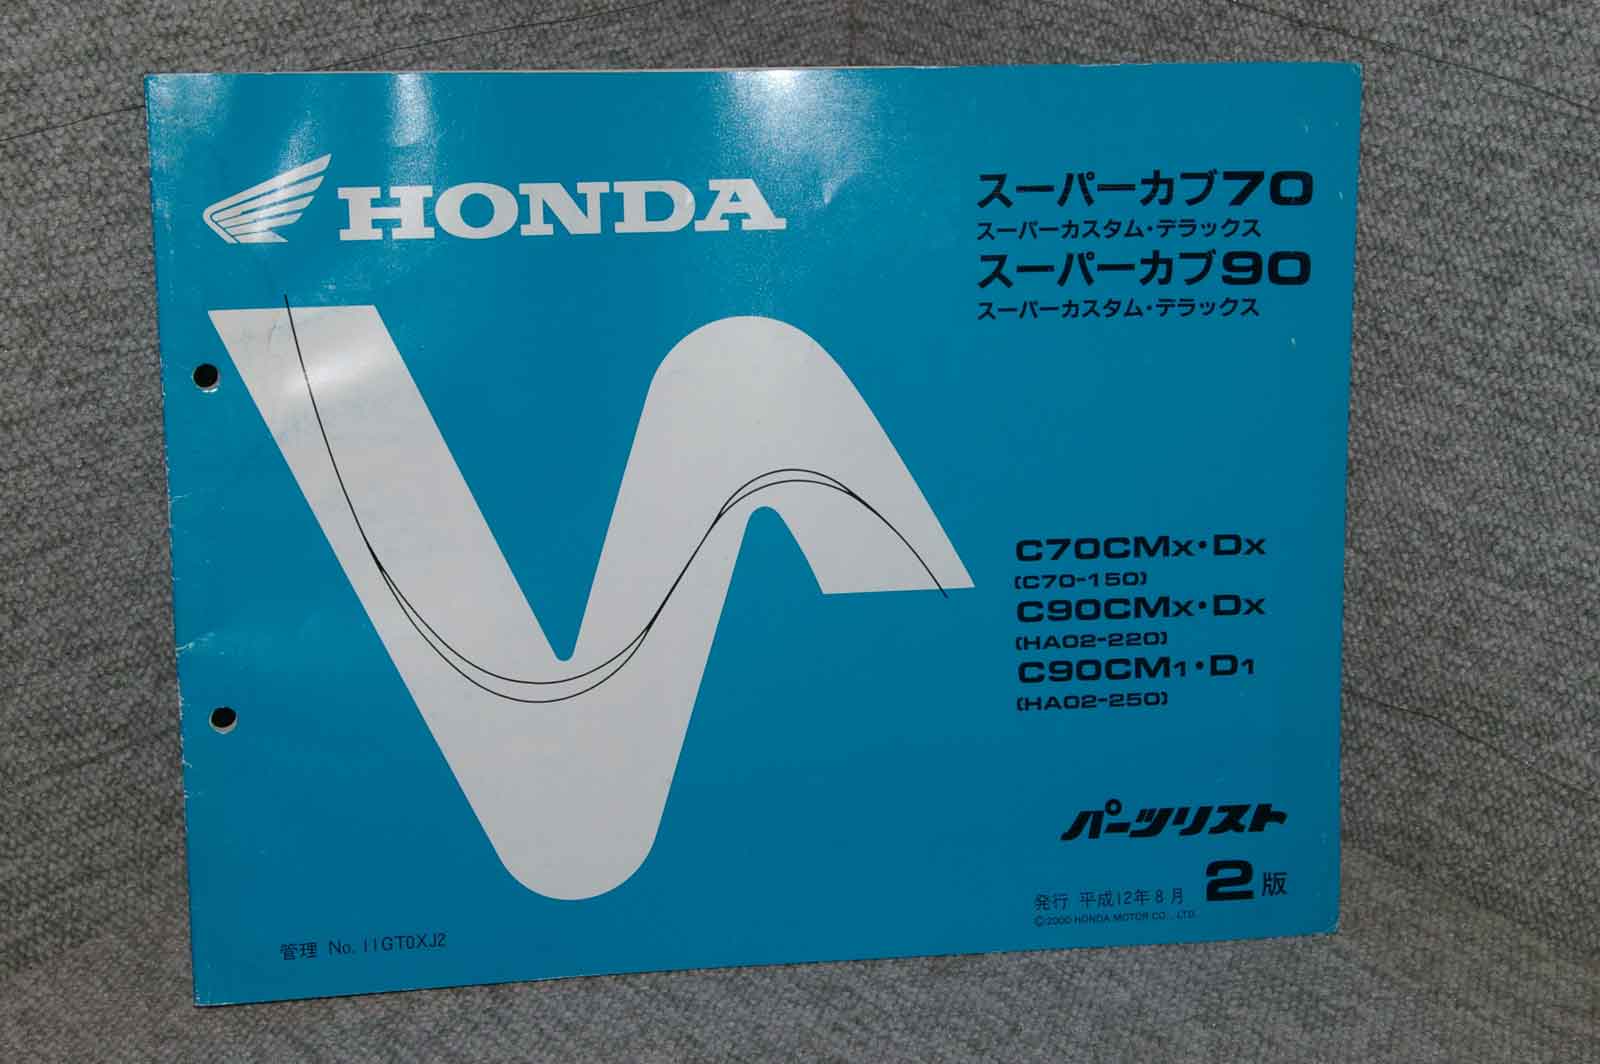 HONDA
スーパーカブ70
スーパーカスタム・デラックス
スーパーカブ90
スーパーカスタム・デラックス
C70CMX・DX
(C70-150)
C90CMX・DX
(HA02-220)
C90CM1・D1
(HA02-250)
パーツリスト
2版
発行 平成12年8月
©2000 HONDA MOTOR CO., LTD.
管理 No. 11GT0XJ2